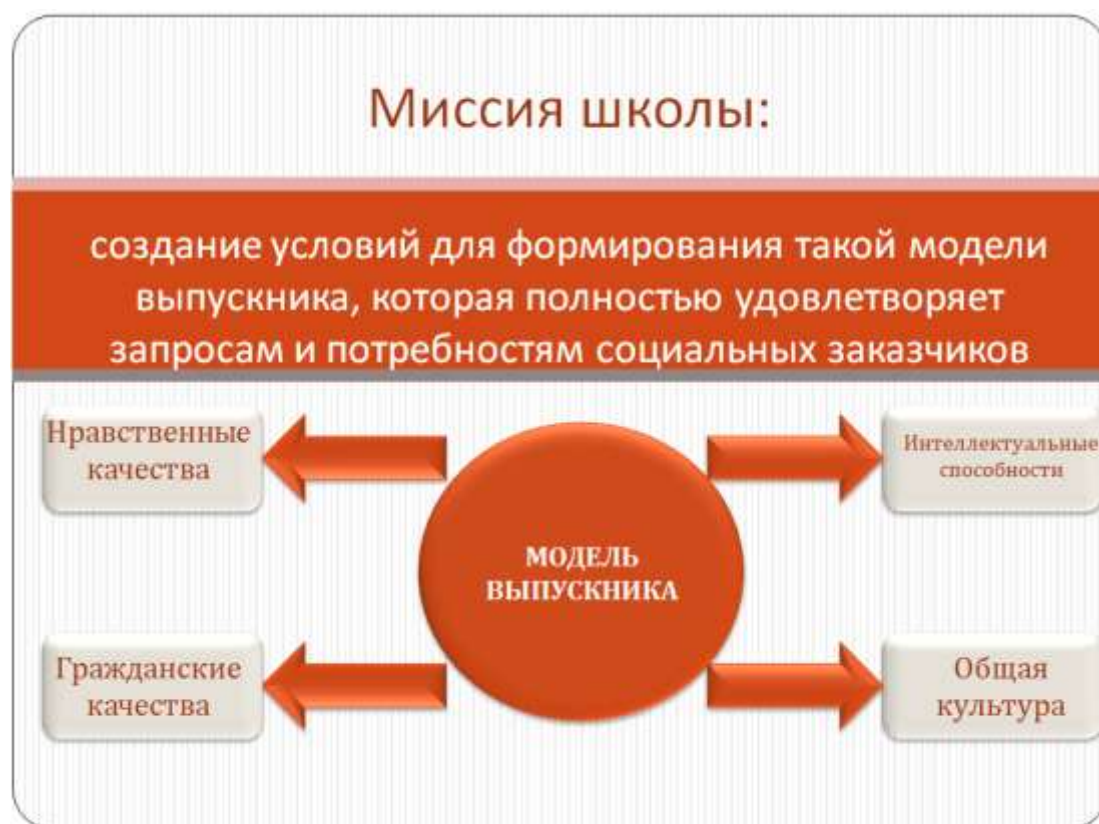 Миссия школы:
создание условий для формирования такой модели
выпускника, которая полностью удовлетворяет
запросам и потребностям социальных заказчиков
Нравственные
качества
Интеллектуальные
способности
МОДЕЛЬ
ВЫПУСКНИКА
Гражданские
качества
Общая
культура